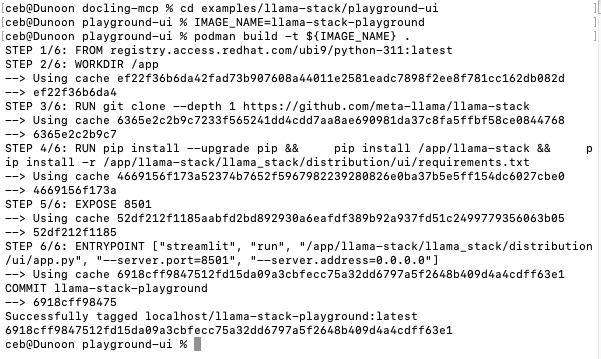 [ceb@Dunoon docling-mcp % cd examples/llama-stack/playground-ui ]
[ceb@Dunoon playground-ui % IMAGE_NAME=llama-stack-playground ]
[ceb@Dunoon playground-ui % podman build -t ${IMAGE_NAME} . ]
STEP 1/6: FROM registry.access.redhat.com/ubi9/python-311:latest
STEP 2/6: WORKDIR /app
--> Using cache ef22f36b6da42fad73b907608a44011e2581eadc7898f2ee8f781cc162db082d
--> ef22f36b6da4
STEP 3/6: RUN git clone --depth 1 https://github.com/meta-llama/llama-stack
--> Using cache 6365e2c2b9c7233f565241dd4cdd7aa8ae690981da37c8fa5ffbf58ce0844768
--> 6365e2c2b9c7
STEP 4/6: RUN pip install --upgrade pip &&     pip install /app/llama-stack &&     p
ip install -r /app/llama-stack/llama_stack/distribution/ui/requirements.txt
--> Using cache 4669156f173a52374b7652f5967982239280826e0ba37b5e5ff154dc6027cbe0
--> 4669156f173a
STEP 5/6: EXPOSE 8501
--> Using cache 52df212f1185aabfd2bd892930a6eafdf389b92a937fd51c2499779356063b05
--> 52df212f1185
STEP 6/6: ENTRYPOINT ["streamlit", "run", "/app/llama-stack/llama_stack/distribution
/ui/app.py", "--server.port=8501", "--server.address=0.0.0.0"]
--> Using cache 6918cff9847512fd15da09a3cbfecc75a32dd6797a5f2648b409d4a4cdff63e1
COMMIT llama-stack-playground
--> 6918cff98475
Successfully tagged localhost/llama-stack-playground:latest
6918cff9847512fd15da09a3cbfecc75a32dd6797a5f2648b409d4a4cdff63e1
ceb@Dunoon playground-ui %